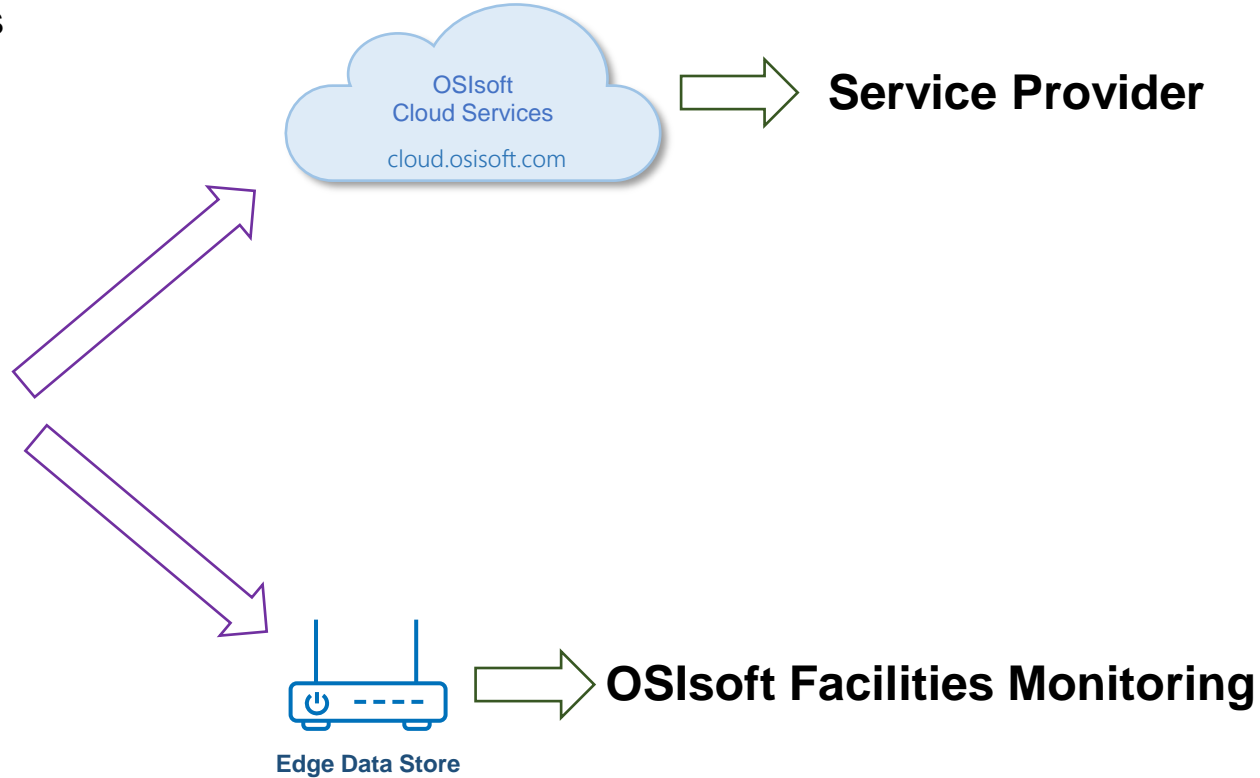 s
OSIsoft
Cloud Services
cloud.osisoft.com
Service Provider
OSIsoft Facilities Monitoring
Edge Data Store